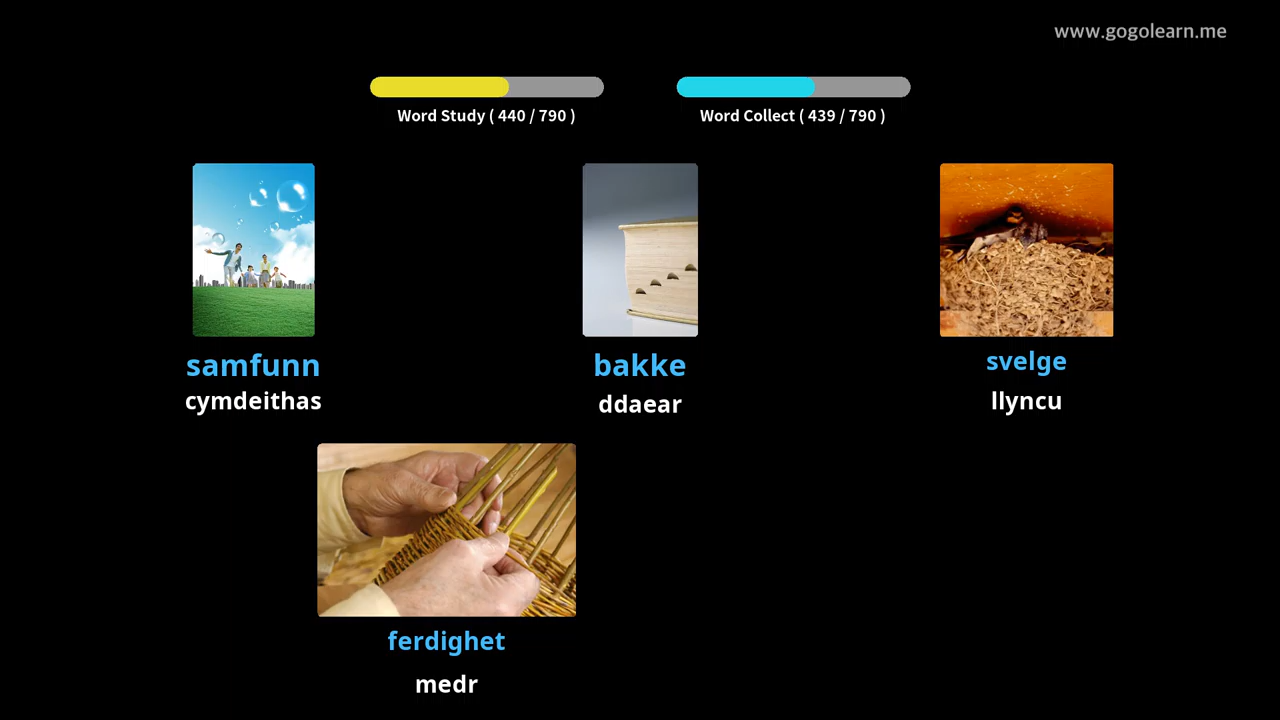 www.gogolearn.me
Word Study ( 440 / 790 )
Word Collect ( 439 / 790 )
samfunn
cymdeithas
bakke
ddaear
svelge
llyncu
ferdighet
medr